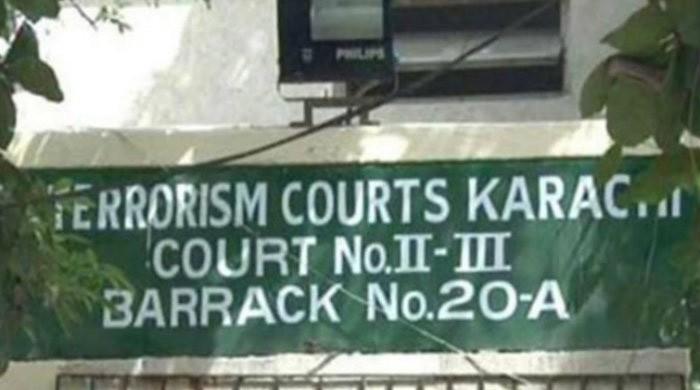 PHILIPS
TERRORISM COURTS KARACHI
COURT No.II-III
BARRACK No.20-A